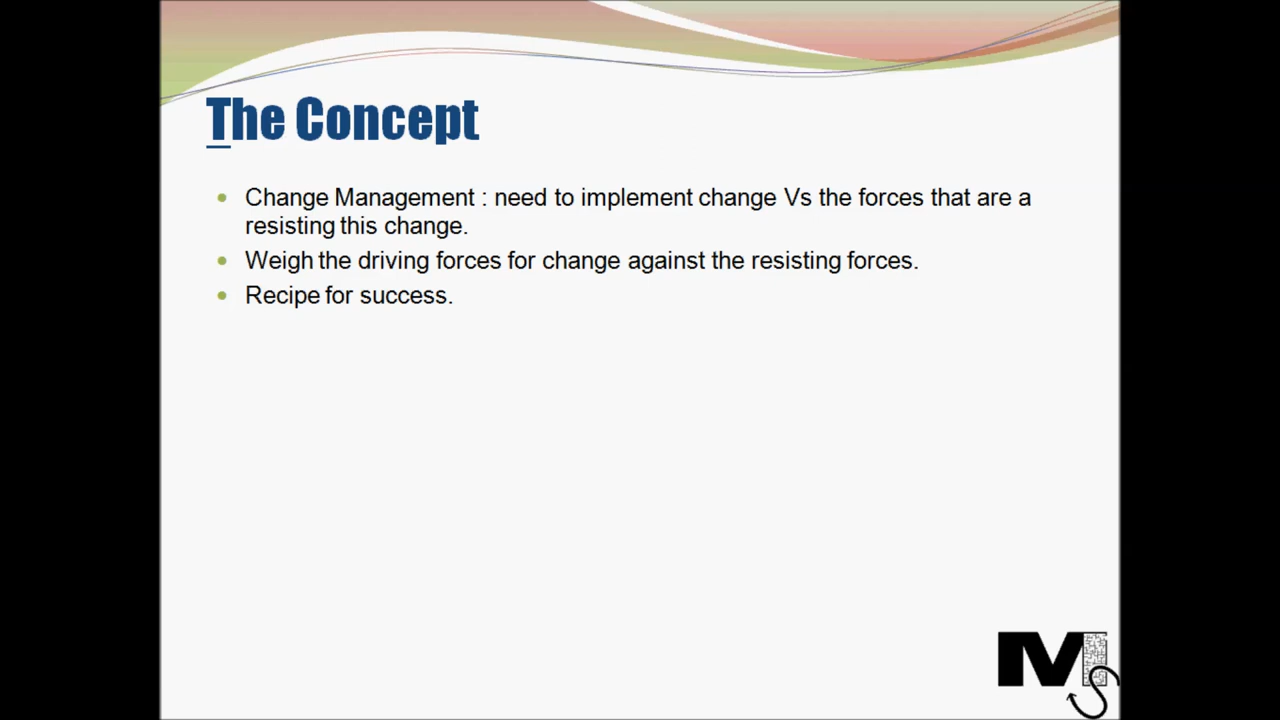 The Concept
Change Management : need to implement change Vs the forces that are a
resisting this change.
Weigh the driving forces for change against the resisting forces.
Recipe for success.
MS